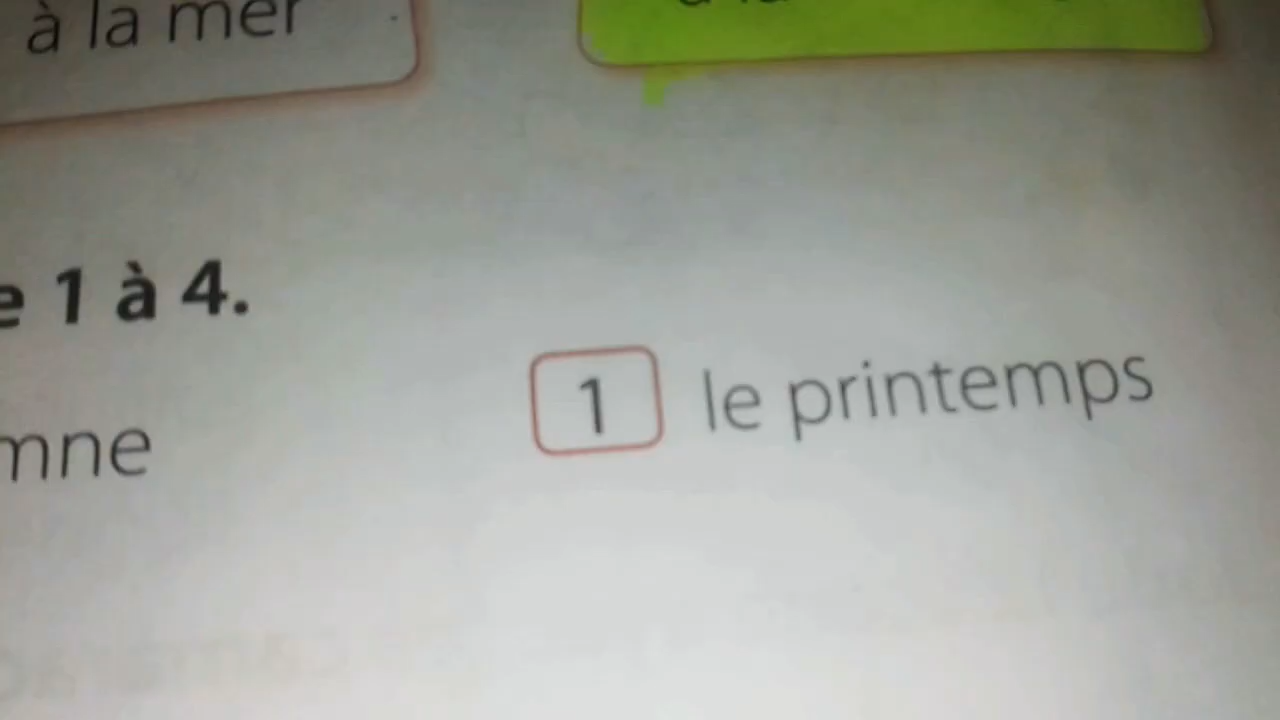 à la mer
e 1 à 4.
mne
1 le printemps